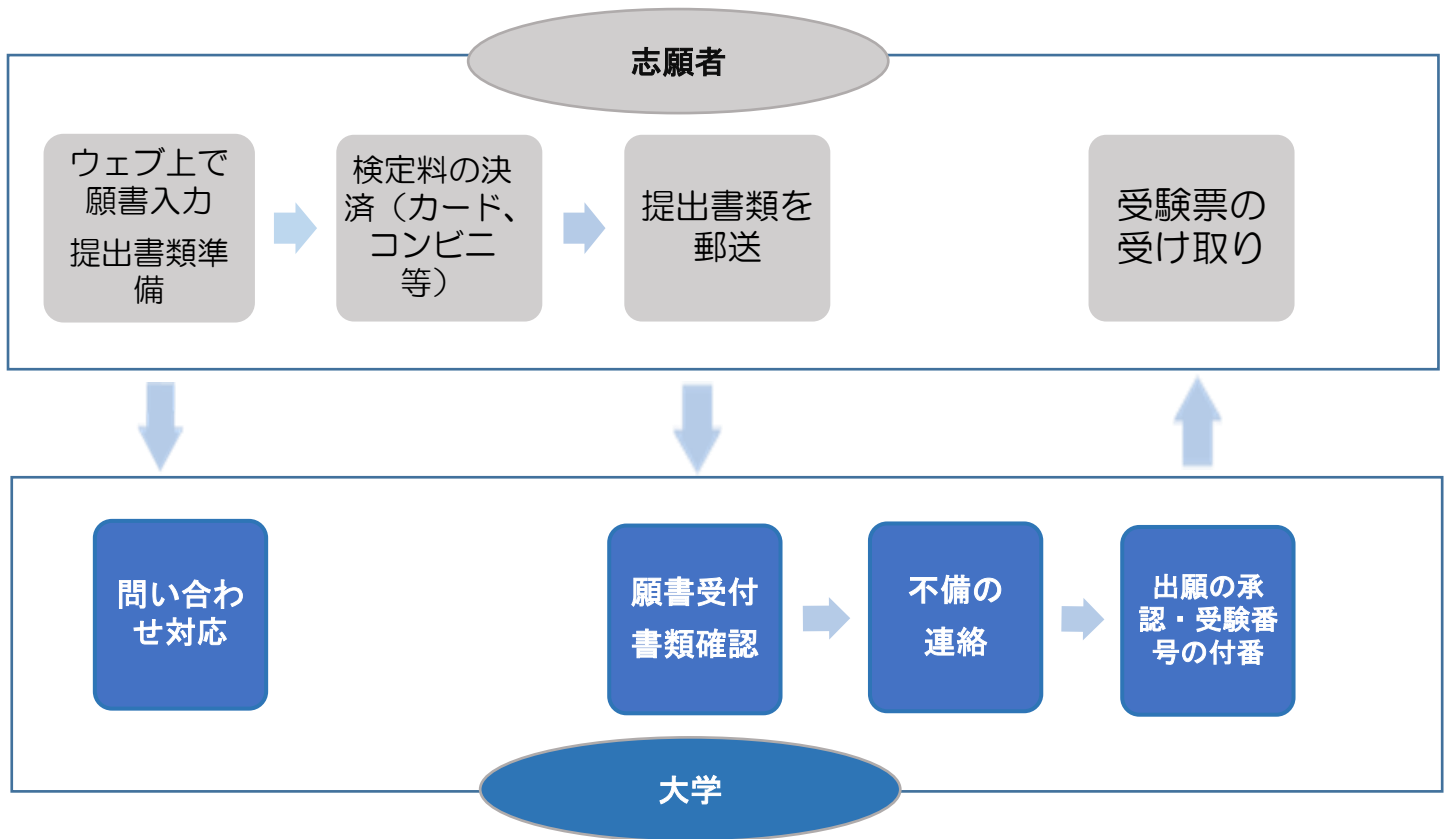 志願者
ウェブ上で
願書入力
提出書類準
備
検定料の決
済（カード、
コンビニ
等）
提出書類を
郵送
受験票の
受け取り
問い合わ
せ対応
願書受付
書類確認
不備の
連絡
出願の承
認・受験番
号の付番
大学